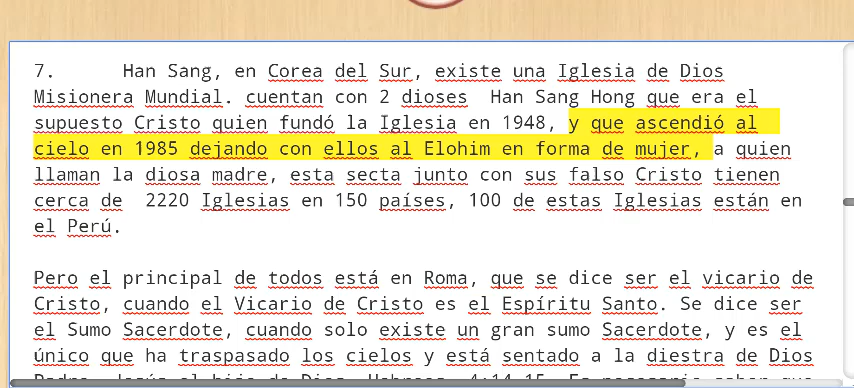 7. Han Sang, en Corea del Sur, existe una Iglesia de Dios
Misionera Mundial. cuentan con 2 dioses Han Sang Hong que era el
supuesto Cristo quien fundó la Iglesia en 1948, y que ascendió al
cielo en 1985 dejando con ellos al Elohim en forma de mujer, a quien
llaman la diosa madre, esta secta junto con sus falso Cristo tienen
cerca de 2220 Iglesias en 150 países, 100 de estas Iglesias están en
el Perú.
Pero el principal de todos está en Roma, que se dice ser el vicario de
Cristo, cuando el Vicario de Cristo es el Espíritu Santo. Se dice ser
el Sumo Sacerdote, cuando solo existe un gran sumo Sacerdote, y es el
único que ha traspasado los cielos y está sentado a la diestra de Dios